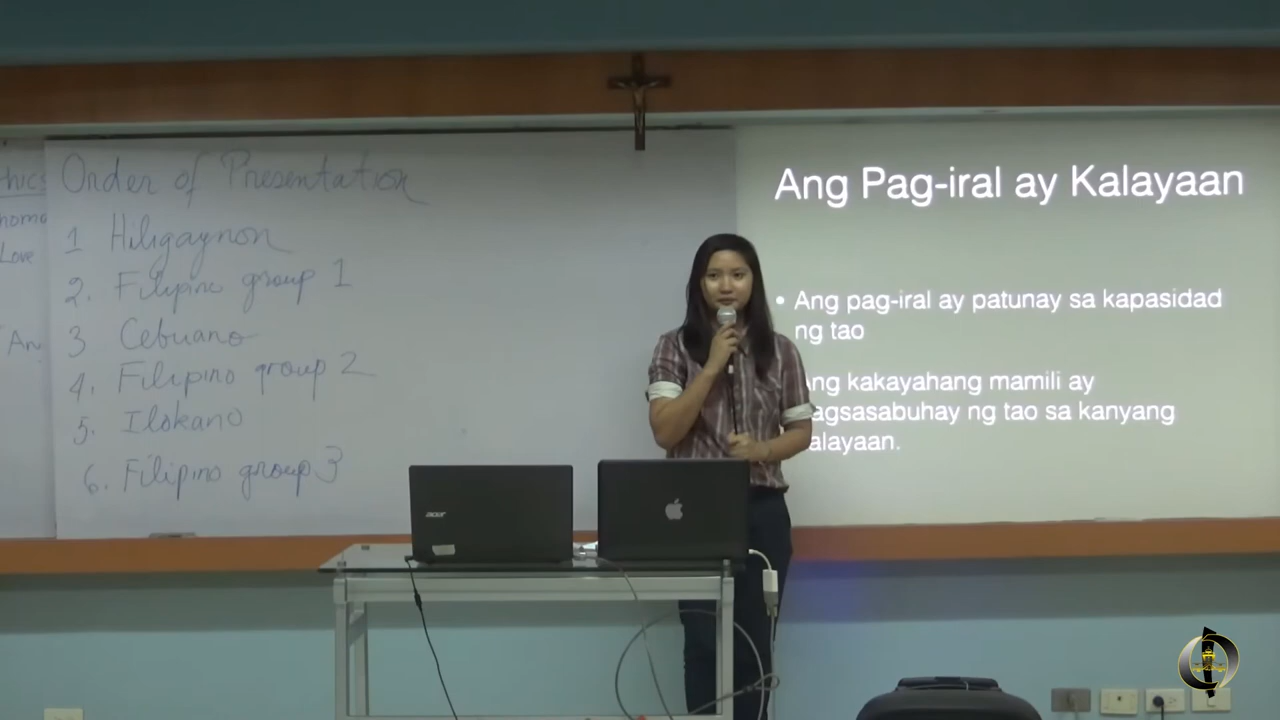 Order of Presentation
1 Hiligaynon
2. Filipino group 1
3 Cebuano
4. Filipino group 2
5. Ilokano
6. Filipino group 3
Love
Ang Pag-iral ay Kalayaan
• Ang pag-iral ay patunay sa kapasidad
ng tao
ng kakayahang mamili ay
agsasabuhay ng tao sa kanyang
alayaan.
acer